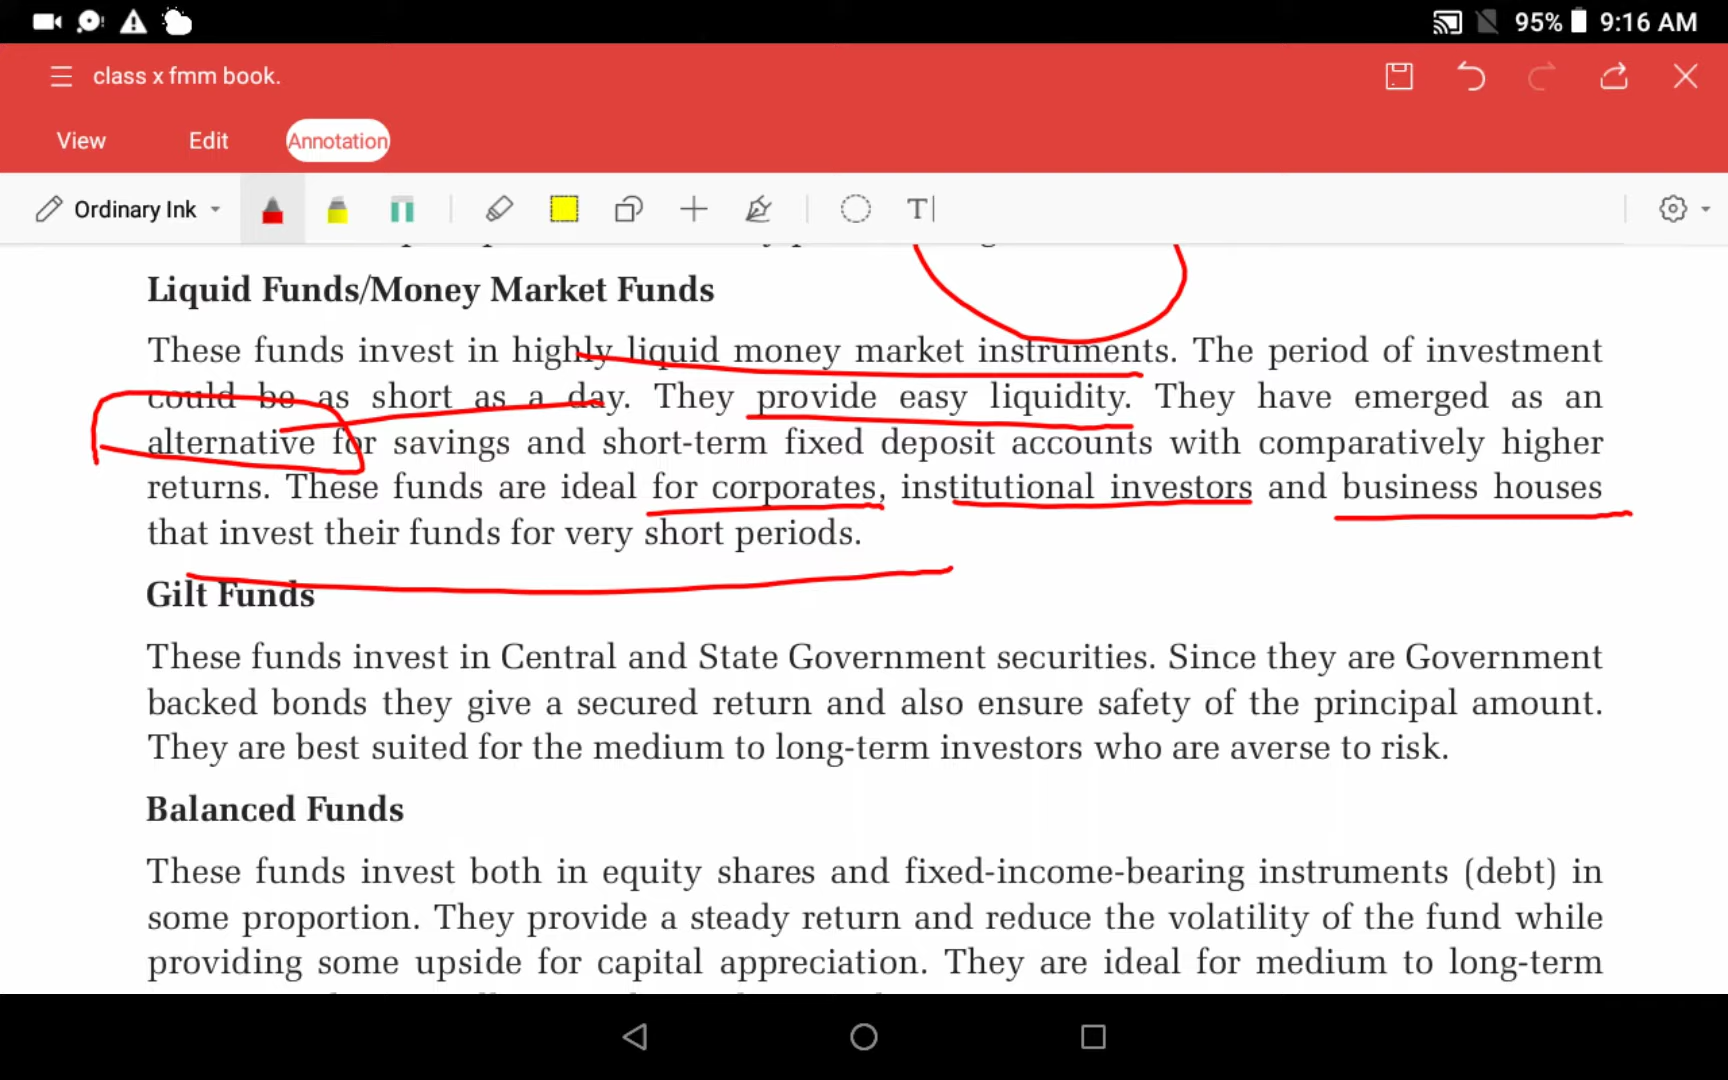 95% 9:16 AM
class x fmm book.
View Edit Annotation
Ordinary Ink T
Liquid Funds/Money Market Funds
These funds invest in highly liquid money market instruments. The period of investment
could be as short as a day. They provide easy liquidity. They have emerged as an
alternative for savings and short-term fixed deposit accounts with comparatively higher
returns. These funds are ideal for corporates, institutional investors and business houses
that invest their funds for very short periods.
Gilt Funds
These funds invest in Central and State Government securities. Since they are Government
backed bonds they give a secured return and also ensure safety of the principal amount.
They are best suited for the medium to long-term investors who are averse to risk.
Balanced Funds
These funds invest both in equity shares and fixed-income-bearing instruments (debt) in
some proportion. They provide a steady return and reduce the volatility of the fund while
providing some upside for capital appreciation. They are ideal for medium to long-term